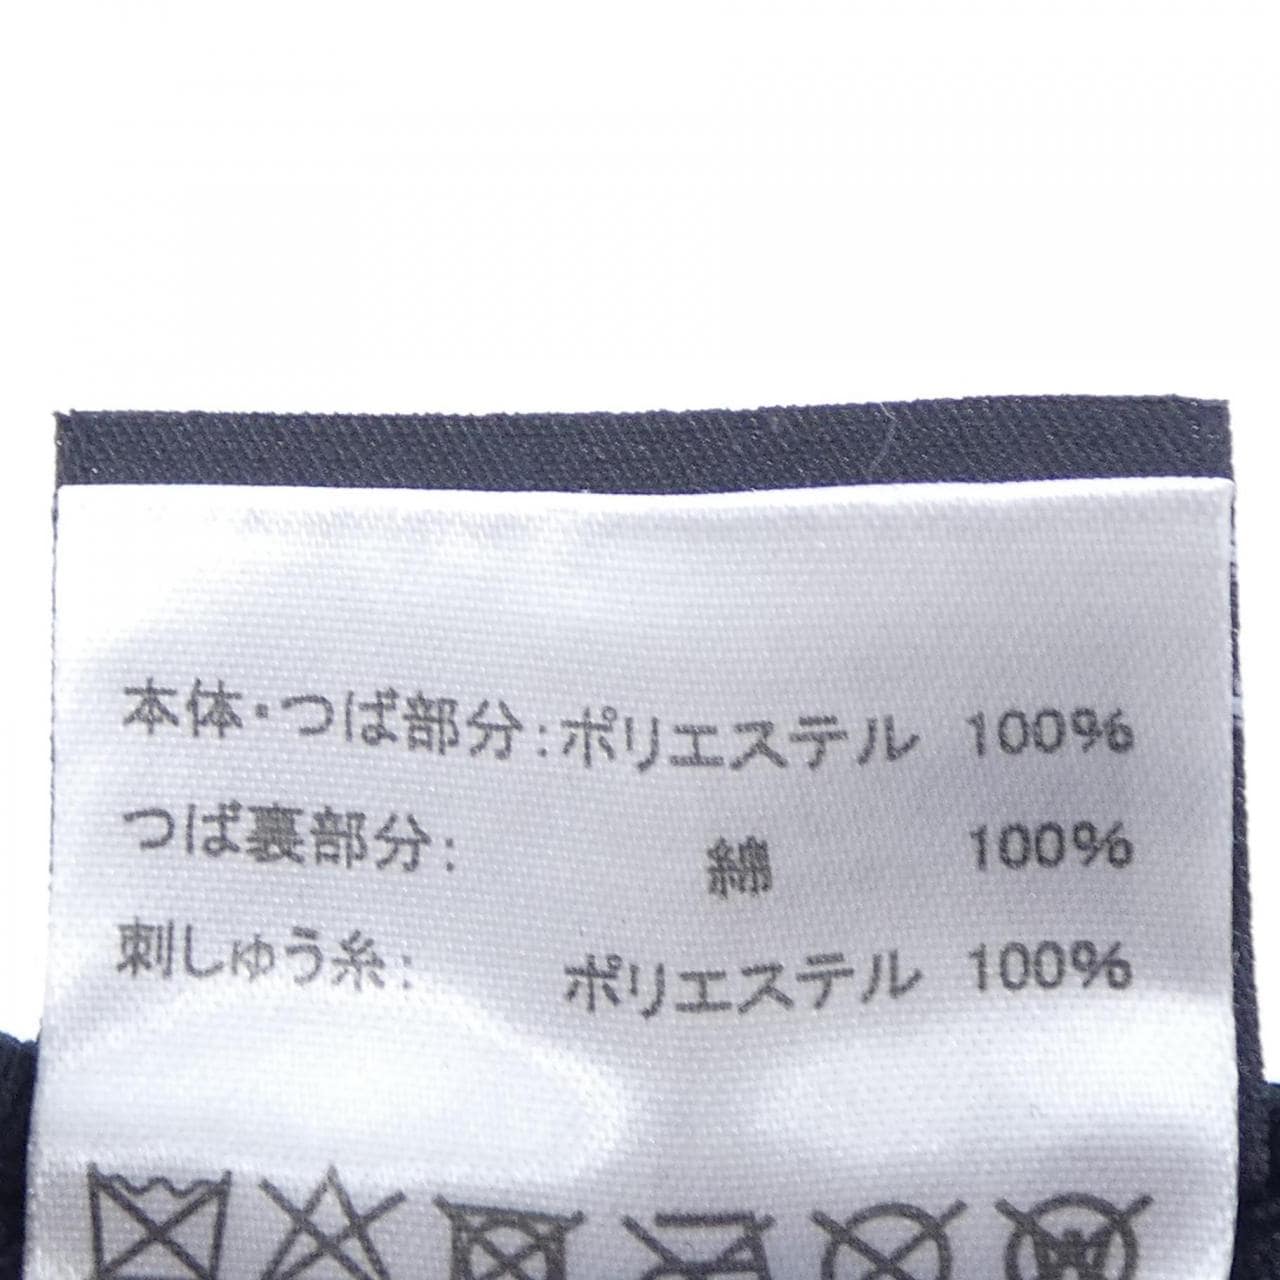 本体・つば部分:ポリエステル 100%
つば裏部分: 綿 100%
刺しゅう糸: ポリエステル 100%